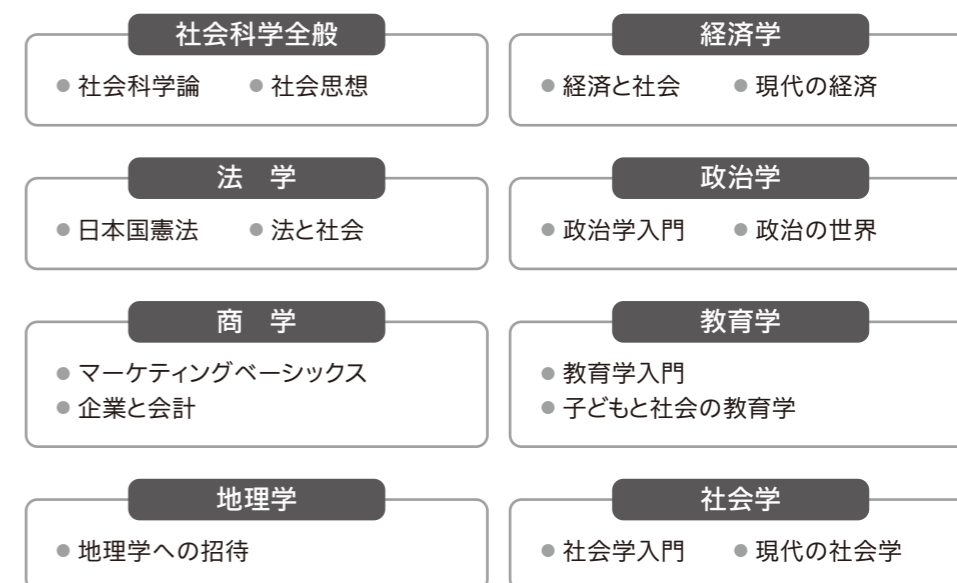 社会科学全般
● 社会科学論 ● 社会思想
経済学
● 経済と社会 ● 現代の経済
法　学
● 日本国憲法 ● 法と社会
政治学
● 政治学入門 ● 政治の世界
商　学
● マーケティングベーシックス
● 企業と会計
教育学
● 教育学入門
● 子どもと社会の教育学
地理学
● 地理学への招待
社会学
● 社会学入門 ● 現代の社会学